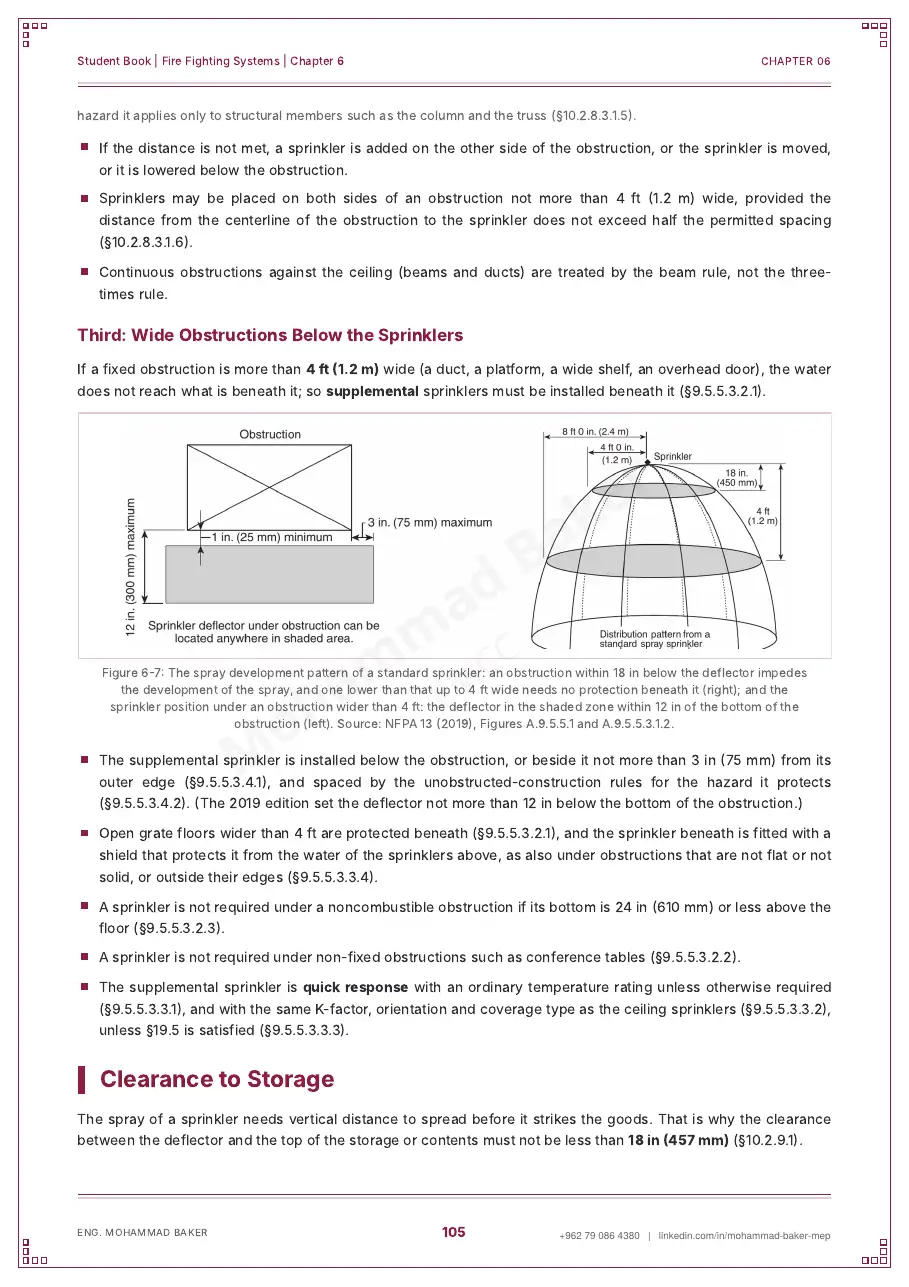 Student Book | Fire Fighting Systems | Chapter 6
CHAPTER 06
hazard it applies only to structural members such as the column and the truss (§10.2.8.3.1.5).
If the distance is not met, a sprinkler is added on the other side of the obstruction, or the sprinkler is moved,
or it is lowered below the obstruction.
Sprinklers may be placed on both sides of an obstruction not more than 4 ft (1.2 m) wide, provided the
distance from the centerline of the obstruction to the sprinkler does not exceed half the permitted spacing
(§10.2.8.3.1.6).
Continuous obstructions against the ceiling (beams and ducts) are treated by the beam rule, not the three-
times rule.
Third: Wide Obstructions Below the Sprinklers
If a fixed obstruction is more than 4 ft (1.2 m) wide (a duct, a platform, a wide shelf, an overhead door), the water
does not reach what is beneath it; so supplemental sprinklers must be installed beneath it (§9.5.5.3.2.1).
Obstruction
3 in. (75 mm) maximum
1 in. (25 mm) minimum
12 in. (300 mm) maximum
Sprinkler deflector under obstruction can be
located anywhere in shaded area.
8 ft 0 in. (2.4 m)
4 ft 0 in.
(1.2 m)
Sprinkler
18 in.
(450 mm)
4 ft
(1.2 m)
Distribution pattern from a
standard spray sprinkler
Figure 6-7: The spray development pattern of a standard sprinkler: an obstruction within 18 in below the deflector impedes
the development of the spray, and one lower than that up to 4 ft wide needs no protection beneath it (right); and the
sprinkler position under an obstruction wider than 4 ft: the deflector in the shaded zone within 12 in of the bottom of the
obstruction (left). Source: NFPA 13 (2019), Figures A.9.5.5.1 and A.9.5.5.3.1.2.
The supplemental sprinkler is installed below the obstruction, or beside it not more than 3 in (75 mm) from its
outer edge (§9.5.5.3.4.1), and spaced by the unobstructed-construction rules for the hazard it protects
(§9.5.5.3.4.2). (The 2019 edition set the deflector not more than 12 in below the bottom of the obstruction.)
Open grate floors wider than 4 ft are protected beneath (§9.5.5.3.2.1), and the sprinkler beneath is fitted with a
shield that protects it from the water of the sprinklers above, as also under obstructions that are not flat or not
solid, or outside their edges (§9.5.5.3.3.4).
A sprinkler is not required under a noncombustible obstruction if its bottom is 24 in (610 mm) or less above the
floor (§9.5.5.3.2.3).
A sprinkler is not required under non-fixed obstructions such as conference tables (§9.5.5.3.2.2).
The supplemental sprinkler is quick response with an ordinary temperature rating unless otherwise required
(§9.5.5.3.3.1), and with the same K-factor, orientation and coverage type as the ceiling sprinklers (§9.5.5.3.3.2),
unless §19.5 is satisfied (§9.5.5.3.3.3).
Clearance to Storage
The spray of a sprinkler needs vertical distance to spread before it strikes the goods. That is why the clearance
between the deflector and the top of the storage or contents must not be less than 18 in (457 mm) (§10.2.9.1).
ENG. MOHAMMAD BAKER
105
+962 79 086 4380 | linkedin.com/in/mohammad-baker-mep